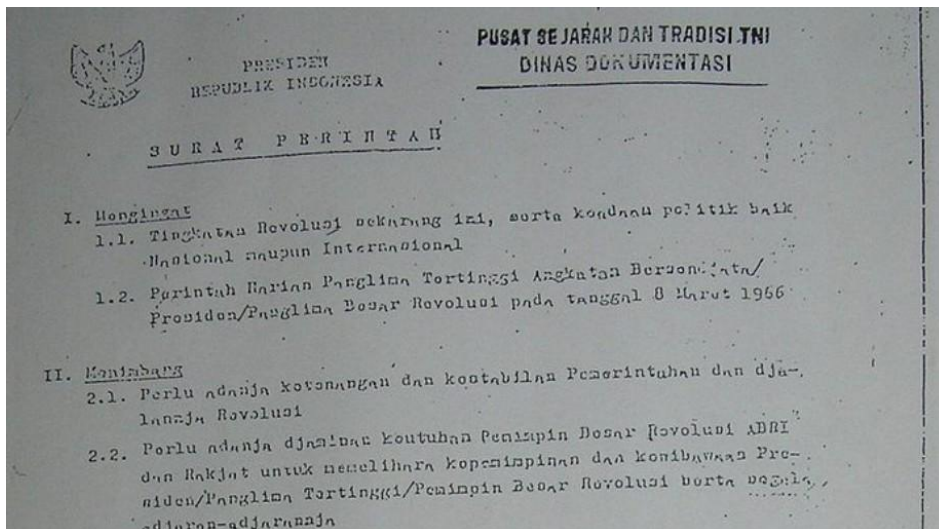 PUSAT SEJARAH DAN TRADISI TNI
DINAS DOKUMENTASI
PRESIDEN
REPUBLIK INDONESIA
SURAT PERINTAH
I. Mengingat
1.1. Tingkatan Revolusi sekarang ini, serta keadaan politik baik
Nasional maupun Internasional
1.2. Perintah Harian Panglima Tertinggi Angkatan Bersendjata/
Presiden/Panglima Besar Revolusi pada tanggal 8 Maret 1966
II. Menimbang
2.1. Perlu adanja ketenangan dan kestabilan Pemerintahan dan dja-
lannja Revolusi
2.2. Perlu adanja djaminan keutuhan Pemimpin Besar Revolusi ABRI
dan Rakjat untuk memelihara kepemimpinan dan kewibawaan Pre-
siden/Panglima Tertinggi/Pemimpin Besar Revolusi serta segala
adjaran-adjarannja